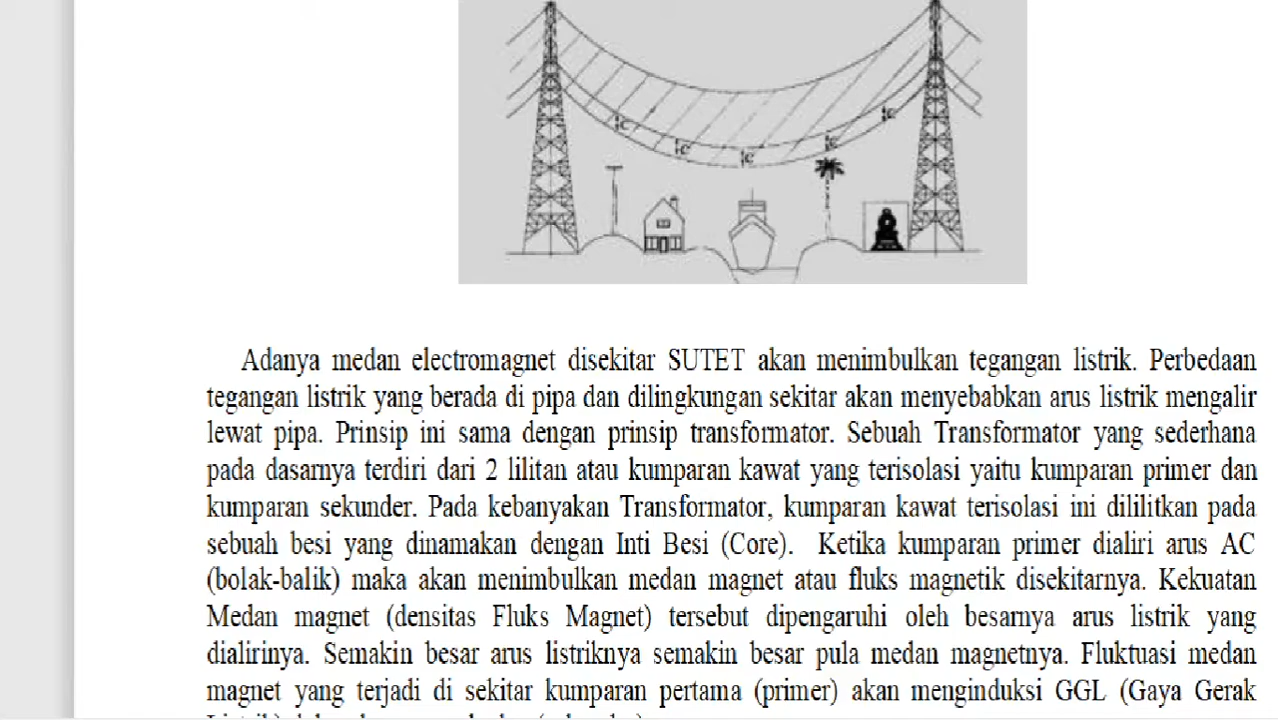 C
C
C
C
C
Adanya medan electromagnet disekitar SUTET akan menimbulkan tegangan listrik. Perbedaan
tegangan listrik yang berada di pipa dan dilingkungan sekitar akan menyebabkan arus listrik mengalir
lewat pipa. Prinsip ini sama dengan prinsip transformator. Sebuah Transformator yang sederhana
pada dasarnya terdiri dari 2 lilitan atau kumparan kawat yang terisolasi yaitu kumparan primer dan
kumparan sekunder. Pada kebanyakan Transformator, kumparan kawat terisolasi ini dililitkan pada
sebuah besi yang dinamakan dengan Inti Besi (Core). Ketika kumparan primer dialiri arus AC
(bolak-balik) maka akan menimbulkan medan magnet atau fluks magnetik disekitarnya. Kekuatan
Medan magnet (densitas Fluks Magnet) tersebut dipengaruhi oleh besarnya arus listrik yang
dialirinya. Semakin besar arus listriknya semakin besar pula medan magnetnya. Fluktuasi medan
magnet yang terjadi di sekitar kumparan pertama (primer) akan menginduksi GGL (Gaya Gerak